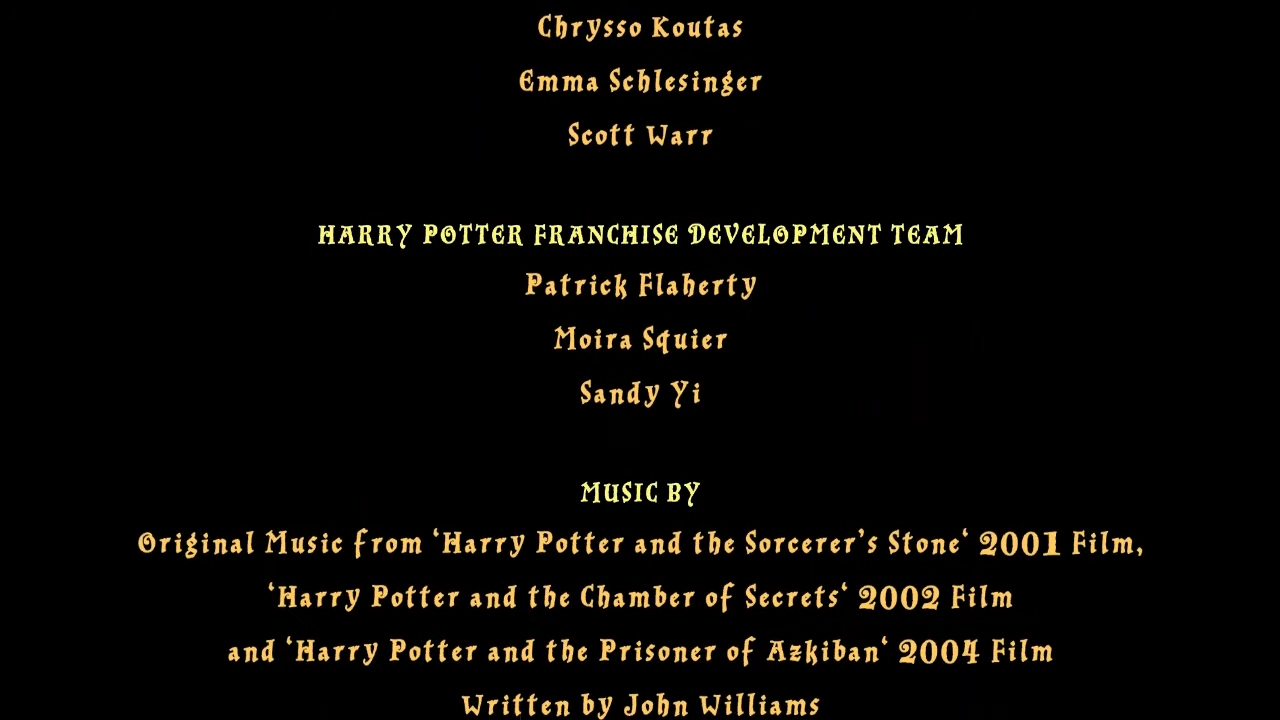 Chrysso Koutas
Emma Schlesinger
Scott Warr
HARRY POTTER FRANCHISE DEVELOPMENT TEAM
Patrick Flaherty
Moira Squier
Sandy Yi
MUSIC BY
Original Music from ‘Harry Potter and the Sorcerer’s Stone‘ 2001 Film,
‘Harry Potter and the Chamber of Secrets‘ 2002 Film
and ‘Harry Potter and the Prisoner of Azkiban‘ 2004 Film
Written by John Williams